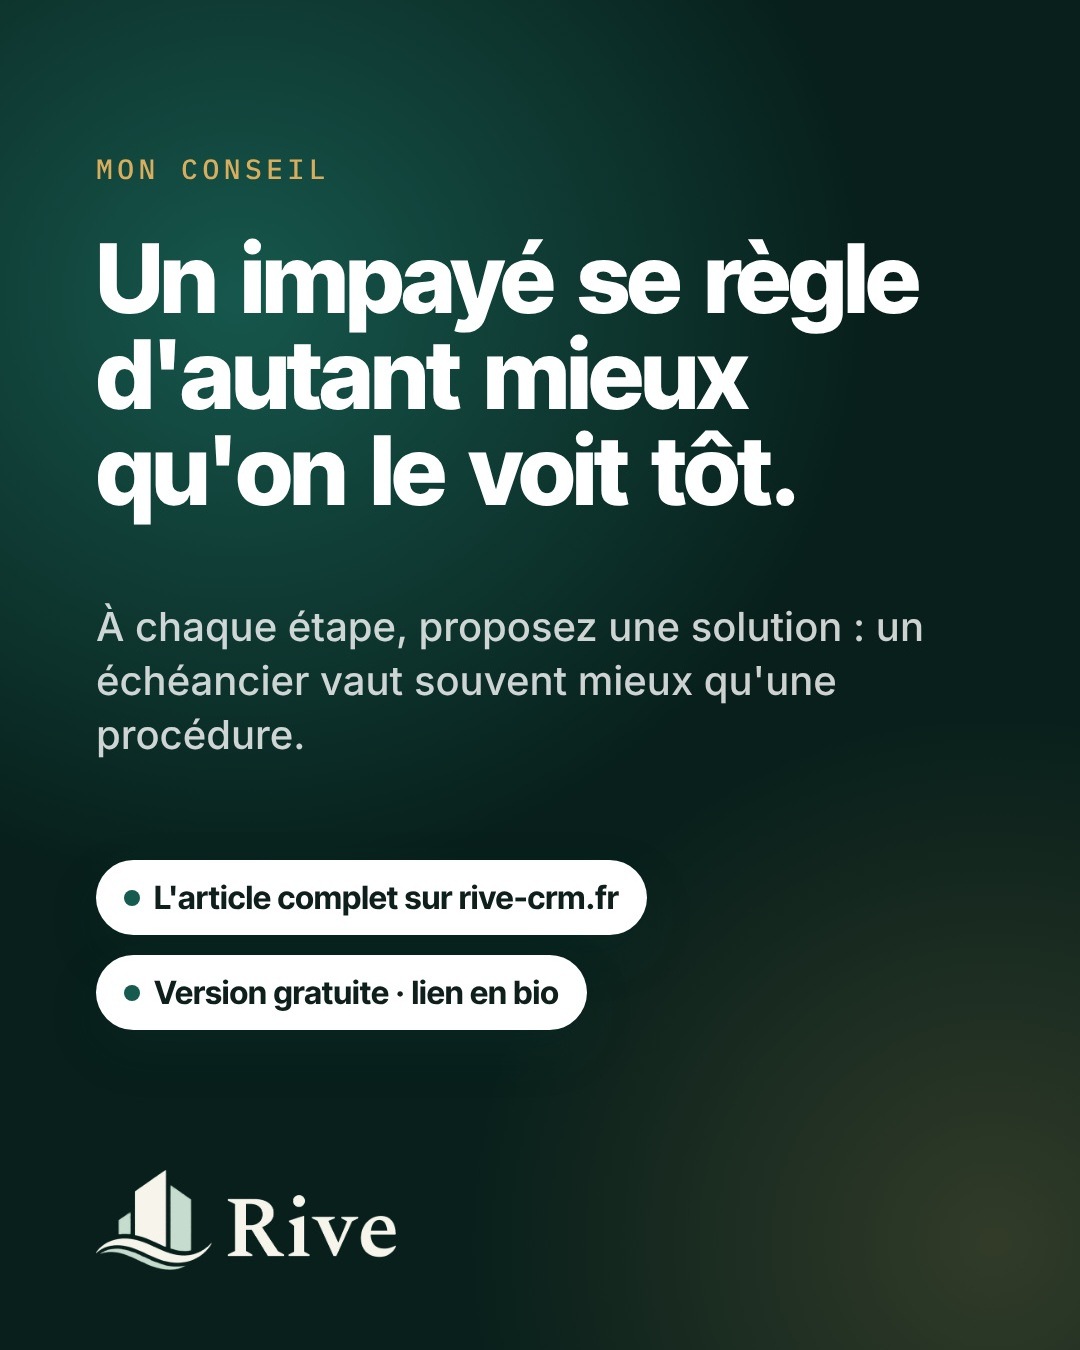 MON CONSEIL
Un impayé se règle
d'autant mieux
qu'on le voit tôt.
À chaque étape, proposez une solution : un
échéancier vaut souvent mieux qu'une
procédure.
L'article complet sur rive-crm.fr
Version gratuite · lien en bio
Rive